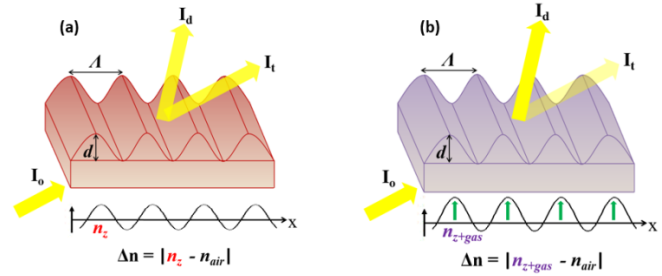 (a)
I_d
Λ
I_t
d
I_o
x
n_z
Δn = |n_z - n_air|
(b)
I_d
Λ
I_t
d
I_o
x
n_z+gas
Δn = |n_z+gas - n_air|